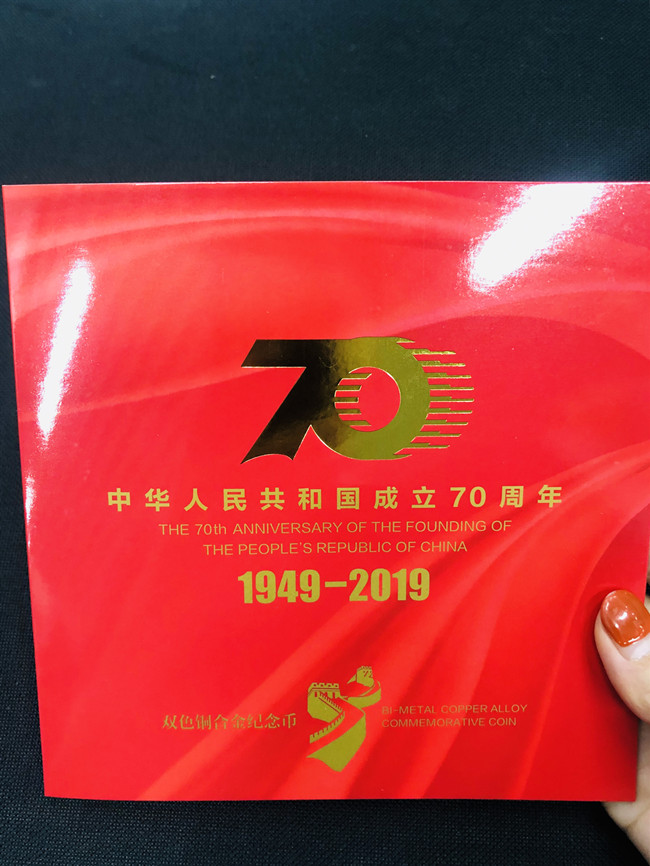 70
中华人民共和国成立70周年
THE 70th ANNIVERSARY OF THE FOUNDING OF
THE PEOPLE'S REPUBLIC OF CHINA
1949-2019
双色铜合金纪念币
BI-METAL COPPER ALLOY
COMMEMORATIVE COIN